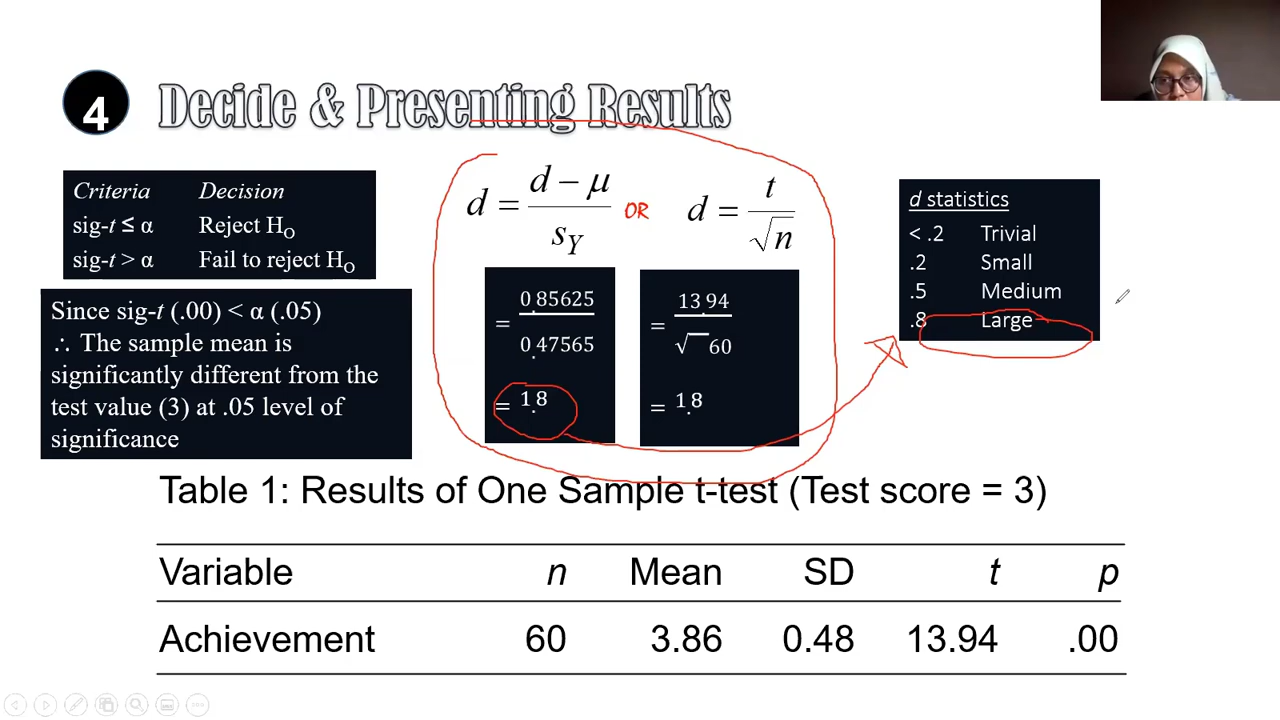 4
Decide & Presenting Results
Criteria Decision
sig-t ≤ α Reject HO
sig-t > α Fail to reject HO
Since sig-t (.00) < α (.05)
∴ The sample mean is
significantly different from the
test value (3) at .05 level of
significance
d = d − μ / sY
OR
d = t / √n
= 0.85625 / 0.47565
= 1.8
= 13.94 / √60
= 1.8
d statistics
< .2 Trivial
.2 Small
.5 Medium
.8 Large
Table 1: Results of One Sample t-test (Test score = 3)
Variable n Mean SD t p
Achievement 60 3.86 0.48 13.94 .00